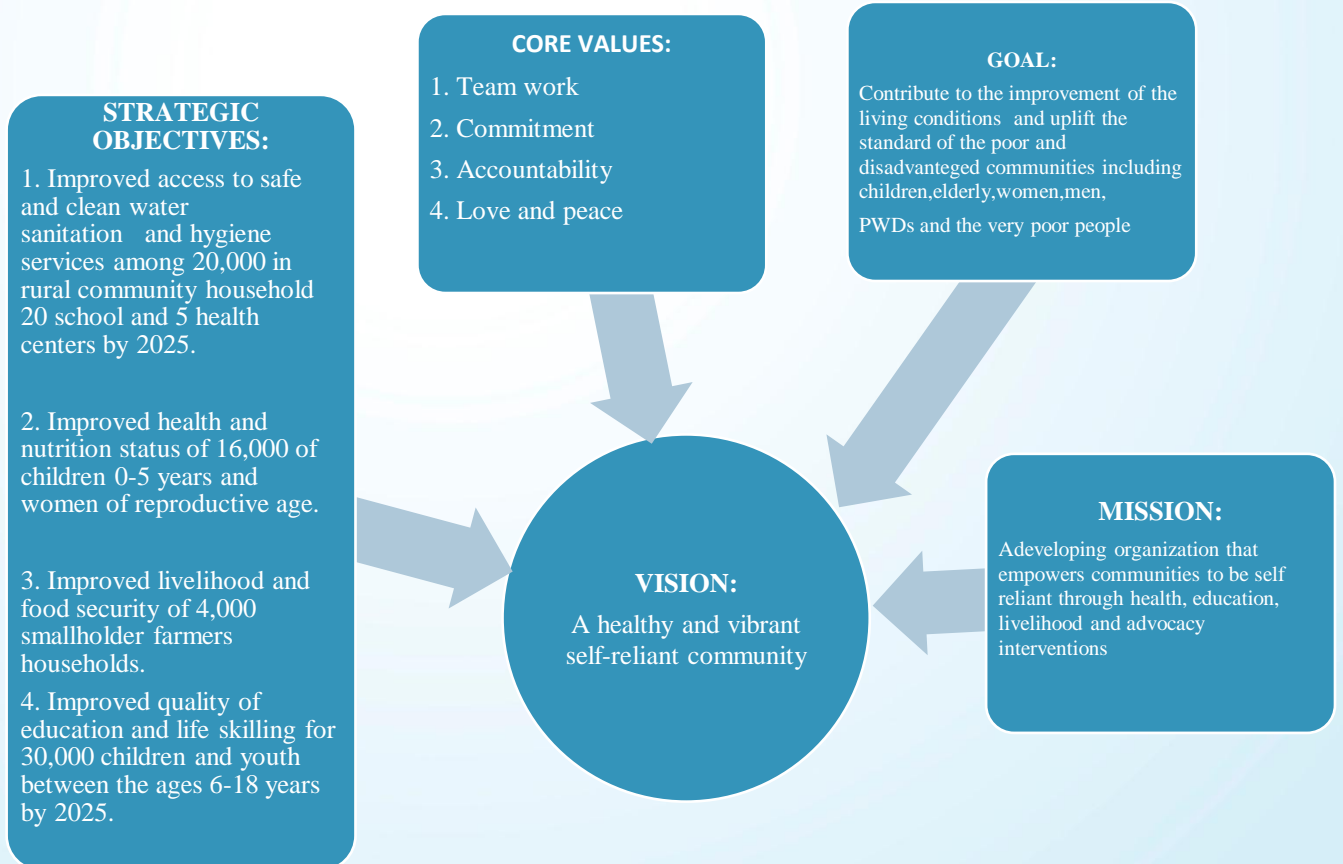 STRATEGIC
OBJECTIVES:
1. Improved access to safe
and clean water
sanitation and hygiene
services among 20,000 in
rural community household
20 school and 5 health
centers by 2025.
2. Improved health and
nutrition status of 16,000 of
children 0-5 years and
women of reproductive age.
3. Improved livelihood and
food security of 4,000
smallholder farmers
households.
4. Improved quality of
education and life skilling for
30,000 children and youth
between the ages 6-18 years
by 2025.
CORE VALUES:
1. Team work
2. Commitment
3. Accountability
4. Love and peace
GOAL:
Contribute to the improvement of the
living conditions and uplift the
standard of the poor and
disadvanteged communities including
children,elderly,women,men,
PWDs and the very poor people
MISSION:
Adeveloping organization that
empowers communities to be self
reliant through health, education,
livelihood and advocacy
interventions
VISION:
A healthy and vibrant
self-reliant community